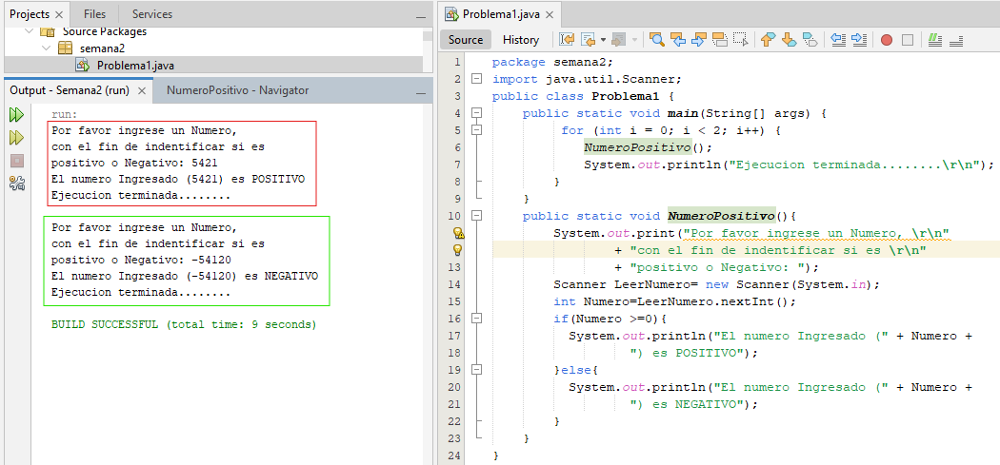 Projects Files Services
Source Packages
semana2
Problema1.java
Output - Semana2 (run) NumeroPositivo - Navigator
run:
Por favor ingrese un Numero,
con el fin de indentificar si es
positivo o Negativo: 5421
El numero Ingresado (5421) es POSITIVO
Ejecucion terminada........
Por favor ingrese un Numero,
con el fin de indentificar si es
positivo o Negativo: -54120
El numero Ingresado (-54120) es NEGATIVO
Ejecucion terminada........
BUILD SUCCESSFUL (total time: 9 seconds)
Problema1.java
Source History
1 package semana2;
2 import java.util.Scanner;
3 public class Problema1 {
4 public static void main(String[] args) {
5 for (int i = 0; i < 2; i++) {
6 NumeroPositivo();
7 System.out.println("Ejecucion terminada........\r\n");
8 }
9 }
10 public static void NumeroPositivo(){
System.out.print("Por favor ingrese un Numero, \r\n"
+ "con el fin de indentificar si es \r\n"
13 + "positivo o Negativo: ");
14 Scanner LeerNumero= new Scanner(System.in);
15 int Numero=LeerNumero.nextInt();
16 if(Numero >=0){
17 System.out.println("El numero Ingresado (" + Numero +
18 ") es POSITIVO");
19 }else{
20 System.out.println("El numero Ingresado (" + Numero +
21 ") es NEGATIVO");
22 }
23 }
24 }